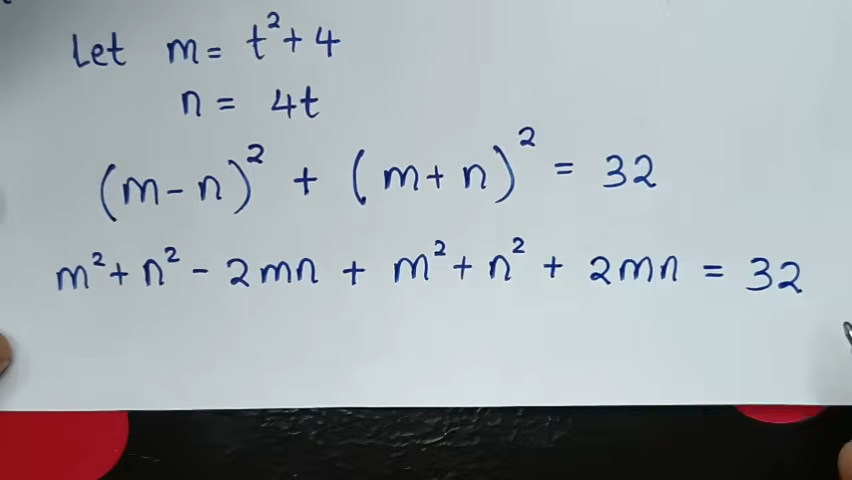 Let m = t² + 4
n = 4t
(m - n)² + (m + n)² = 32
m² + n² - 2mn + m² + n² + 2mn = 32